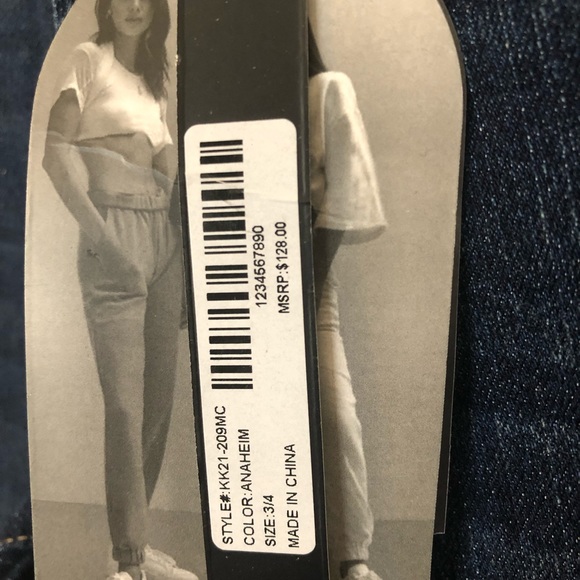 STYLE#:KK21-209MC
COLOR:ANAHEIM
SIZE:3/4
MADE IN CHINA
1234567890
MSRP:$128.00